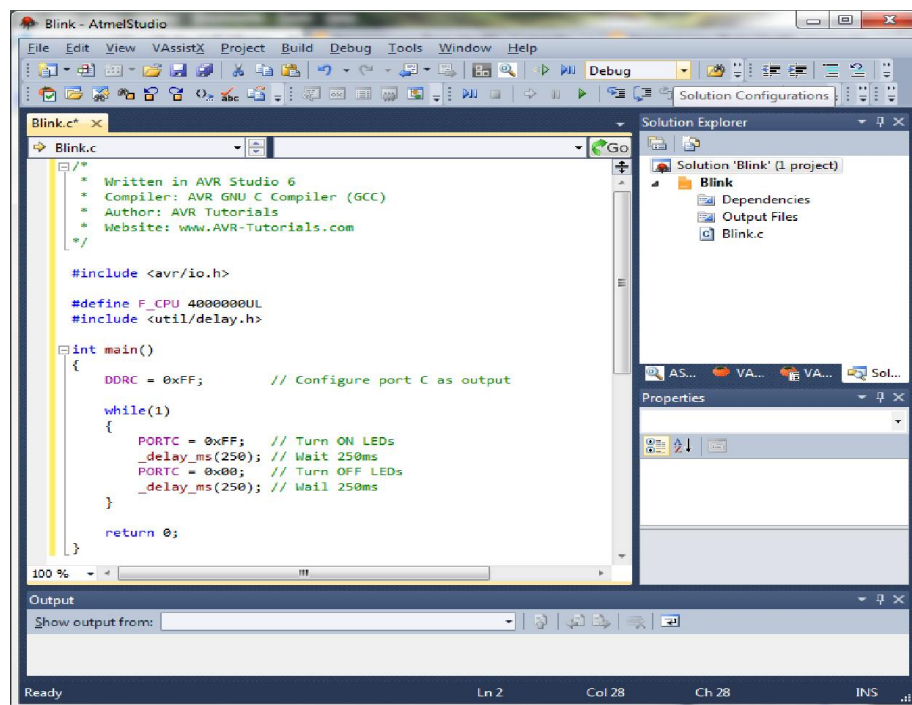 Blink - AtmelStudio
File Edit View VAssistX Project Build Debug Tools Window Help
Debug
Solution Configurations
Blink.c*
Blink.c
Go
/*
* Written in AVR Studio 6
* Compiler: AVR GNU C Compiler (GCC)
* Author: AVR Tutorials
* Website: www.AVR-Tutorials.com
*/
#include <avr/io.h>
#define F_CPU 4000000UL
#include <util/delay.h>
int main()
{
DDRC = 0xFF; // Configure port C as output
while(1)
{
PORTC = 0xFF; // Turn ON LEDs
_delay_ms(250); // Wait 250ms
PORTC = 0x00; // Turn OFF LEDs
_delay_ms(250); // Wail 250ms
}
return 0;
}
100 %
Solution Explorer
Solution 'Blink' (1 project)
Blink
Dependencies
Output Files
Blink.c
AS... VA... VA... Sol...
Properties
Output
Show output from:
Ready Ln 2 Col 28 Ch 28 INS